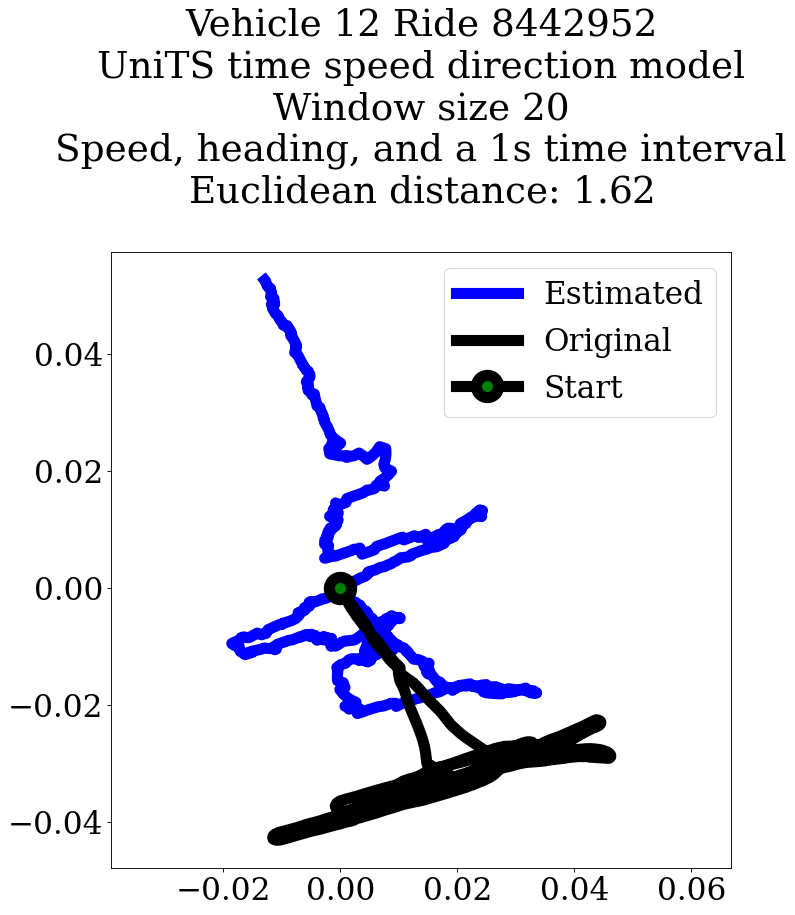 Vehicle 12 Ride 8442952
UniTS time speed direction model
Window size 20
Speed, heading, and a 1s time interval
Euclidean distance: 1.62
Estimated
Original
Start
0.04
0.02
0.00
−0.02
−0.04
−0.02 0.00 0.02 0.04 0.06